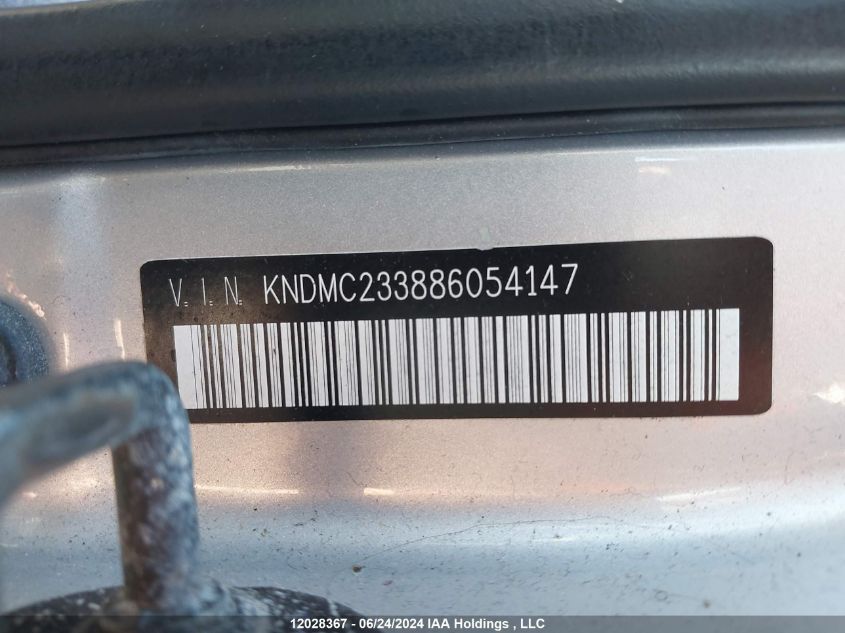 V.I.N. KNDMC233886054147
12028367 - 06/24/2024 IAA Holdings , LLC